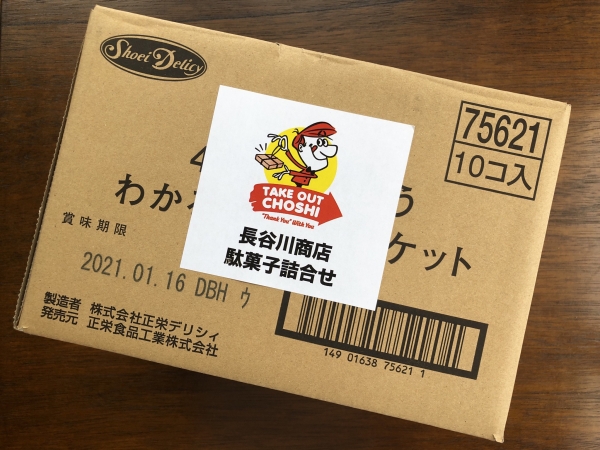 Shoei Delicy
75621
10コ入
4
わか
う
ケット
TAKE OUT
CHOSHI
"Thank You" With You
長谷川商店
駄菓子詰合せ
賞味期限
2021.01.16 DBH ウ
製造者 株式会社正栄デリシィ
発売元 正栄食品工業株式会社
149 01638 75621 1